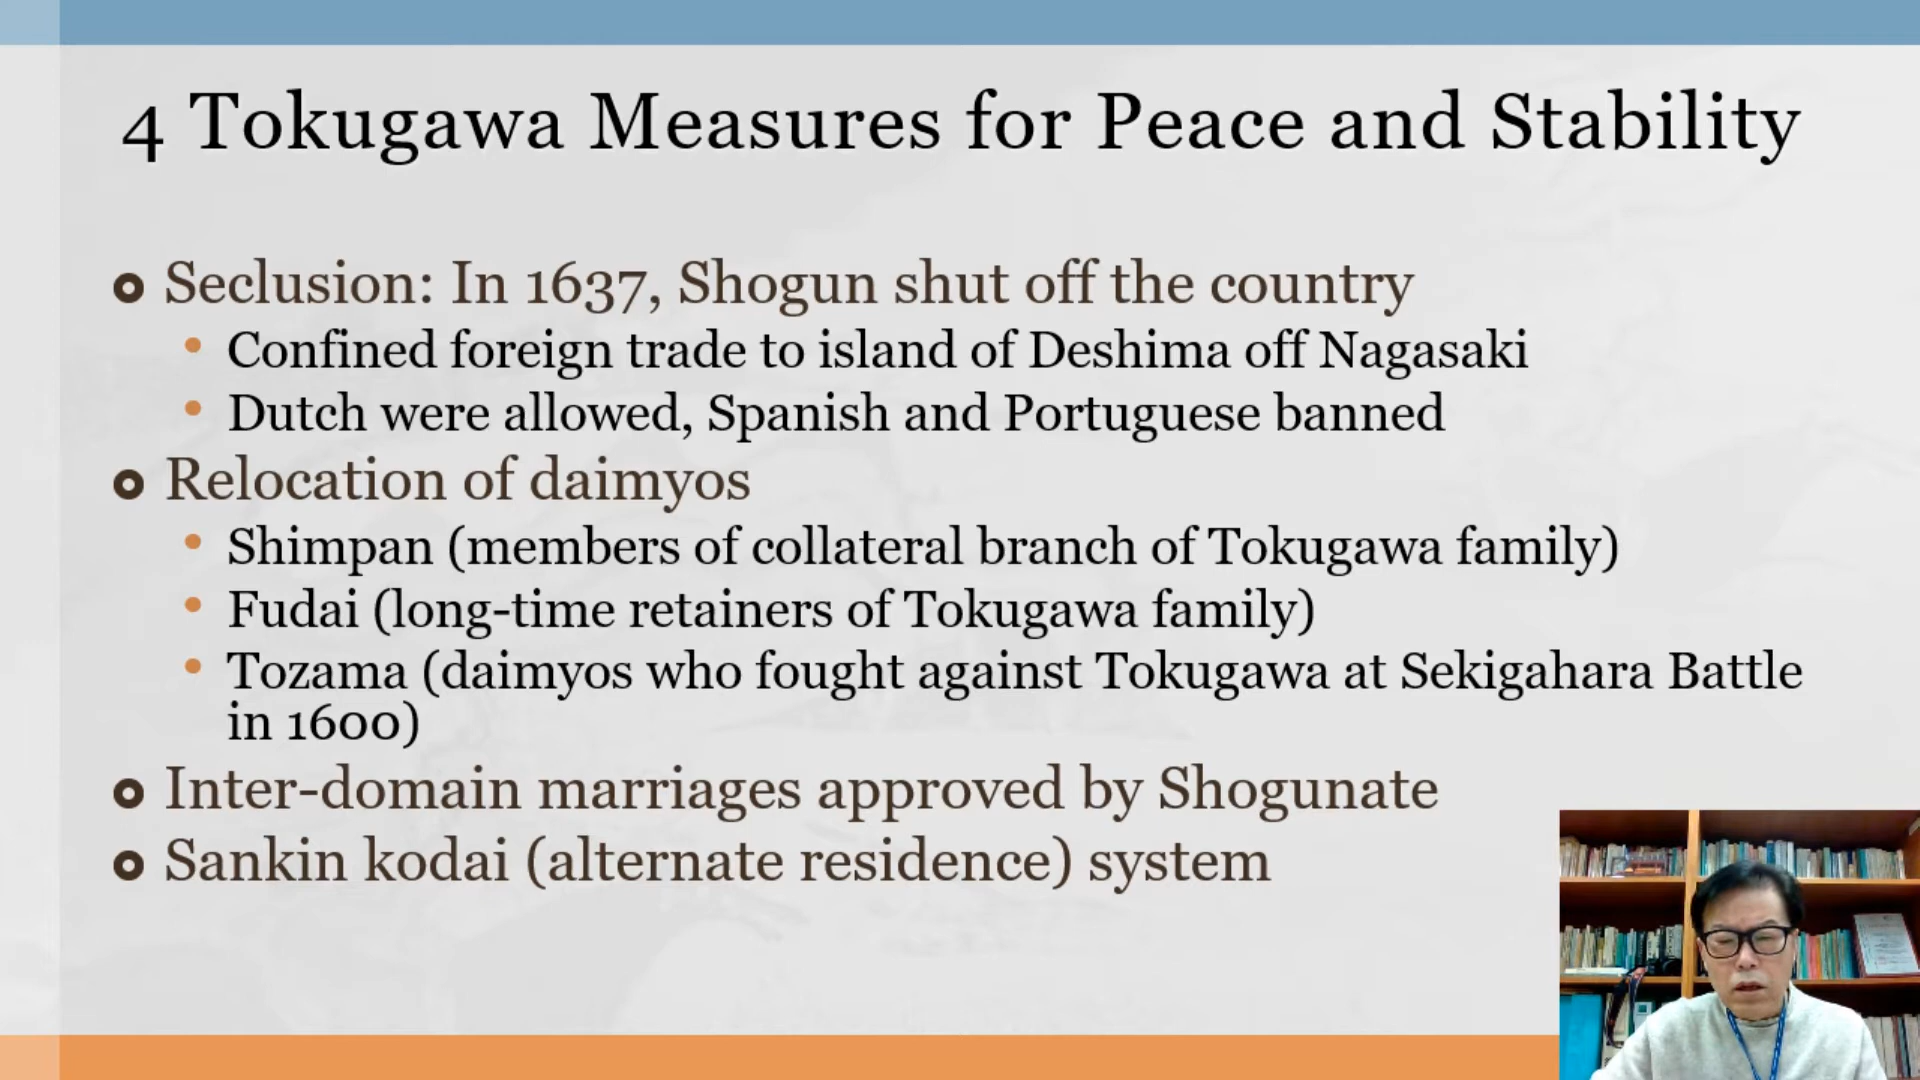 4 Tokugawa Measures for Peace and Stability
Seclusion: In 1637, Shogun shut off the country
Confined foreign trade to island of Deshima off Nagasaki
Dutch were allowed, Spanish and Portuguese banned
Relocation of daimyos
Shimpan (members of collateral branch of Tokugawa family)
Fudai (long-time retainers of Tokugawa family)
Tozama (daimyos who fought against Tokugawa at Sekigahara Battle
in 1600)
Inter-domain marriages approved by Shogunate
Sankin kodai (alternate residence) system